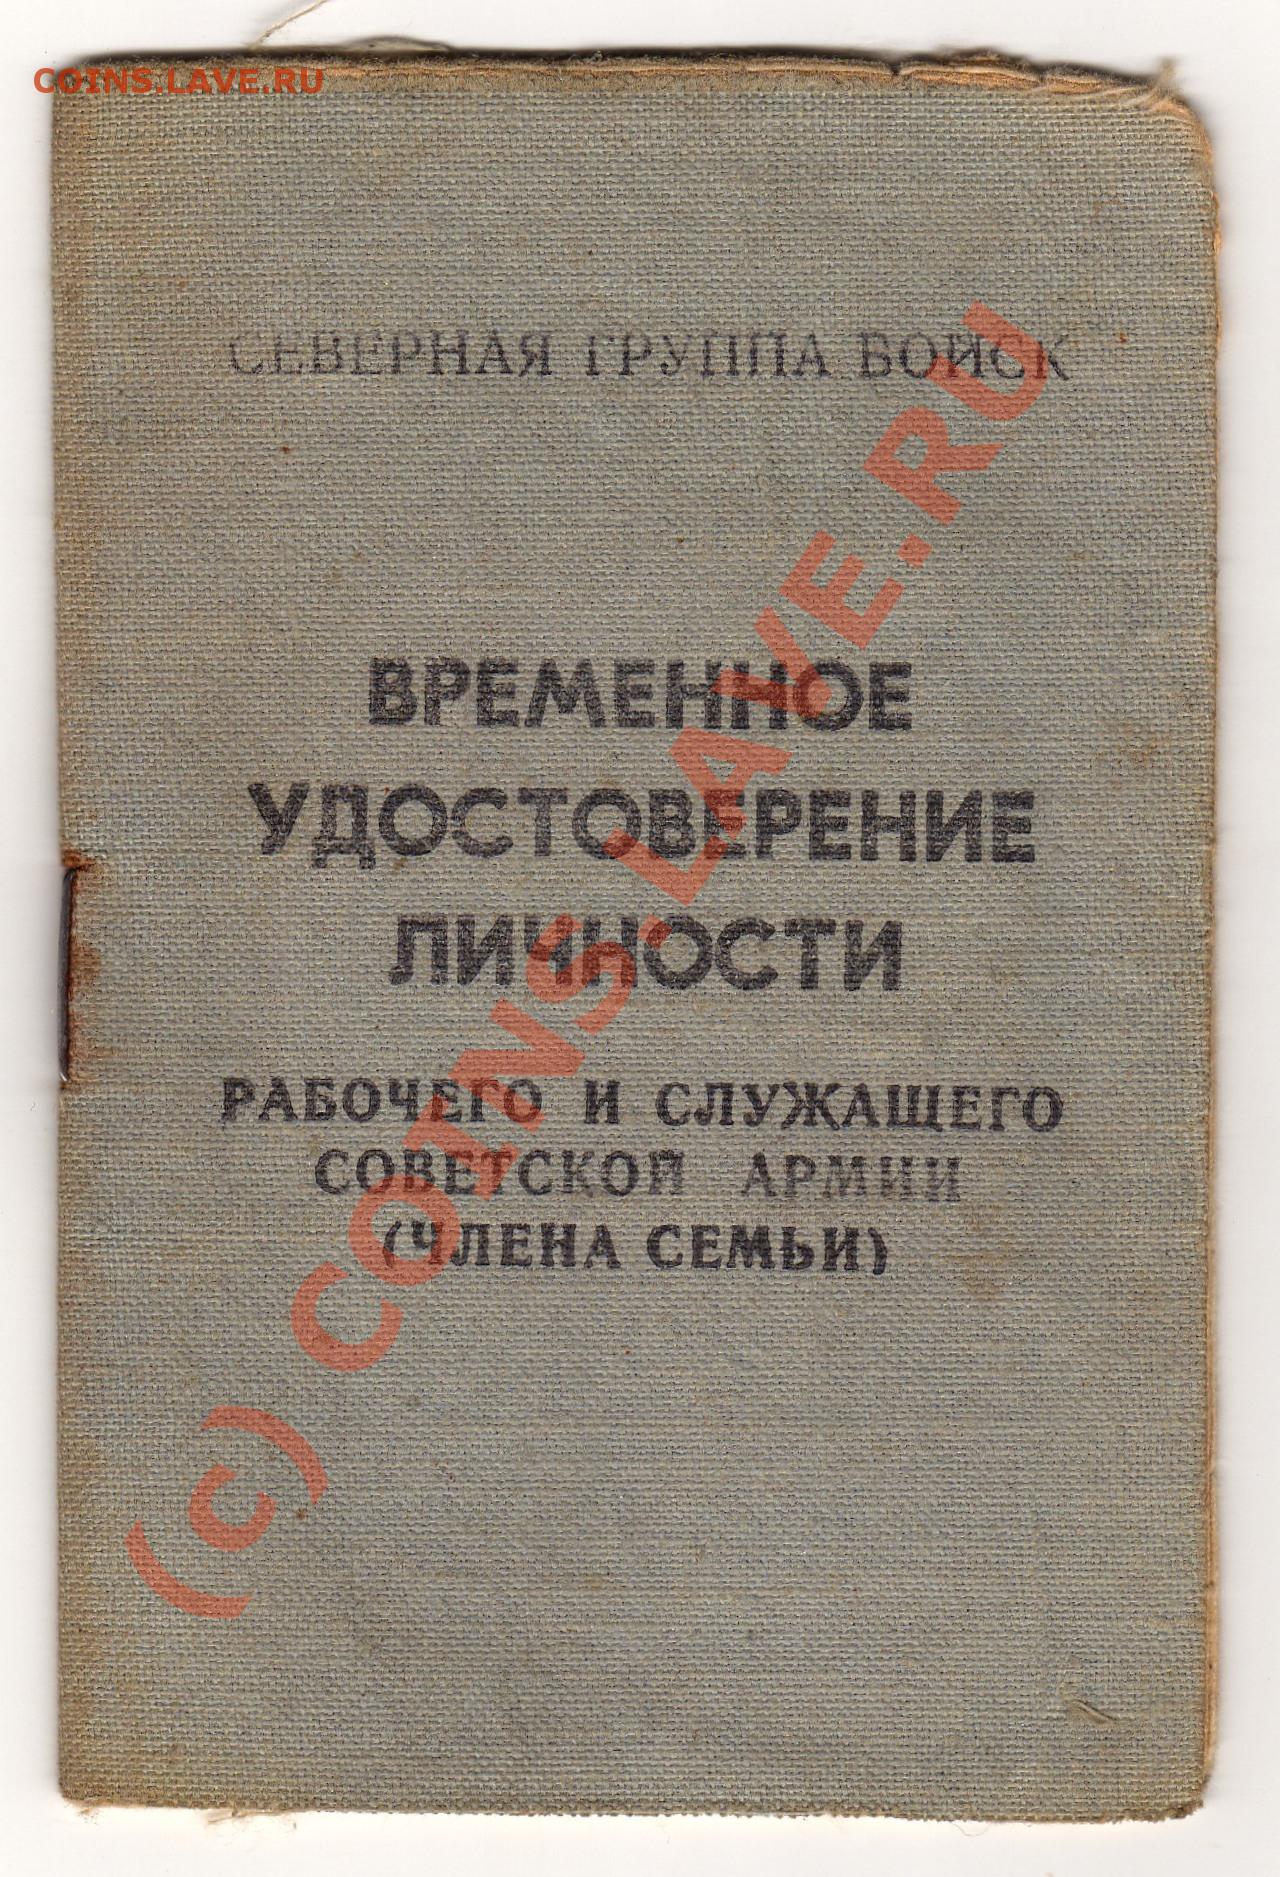 COINS.LAVE.RU
СЕВЕРНАЯ ГРУППА ВОЙСК
ВРЕМЕННОЕ
УДОСТОВЕРЕНИЕ
ЛИЧНОСТИ
РАБОЧЕГО И СЛУЖАЩЕГО
СОВЕТСКОЙ АРМИИ
(ЧЛЕНА СЕМЬИ)
(c) COINS.LAVE.RU